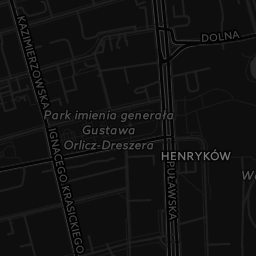 DOLNA
KAZIMIERZOWSKA
Park imienia generała
Gustawa
Orlicz-Dreszera
HENRYKÓW
IGNACEGO KRASICKIEGO
PUŁAWSKA